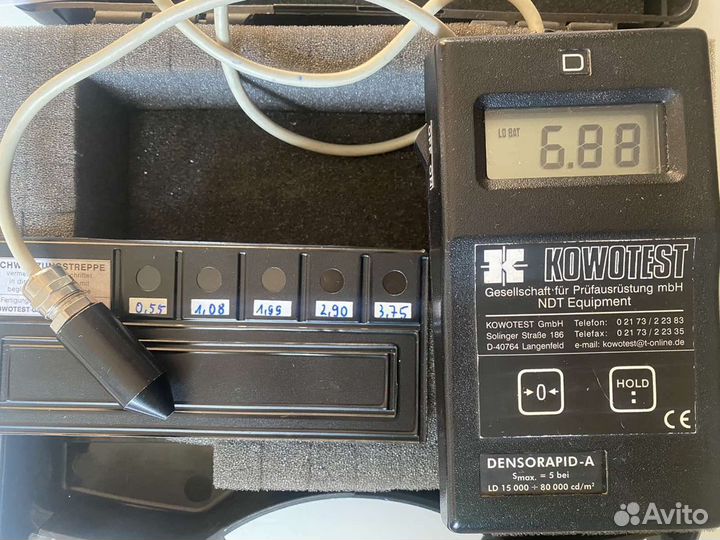 D
LO BAT
6.88
KOWOTEST
Gesellschaft für Prüfausrüstung mbH
NDT Equipment
KOWOTEST GmbH Telefon: 0 21 73 / 2 23 83
Solinger Straße 186 Telefax: 0 21 73 / 2 23 35
D-40764 Langenfeld e-mail: kowotest@t-online.de
→0←
HOLD
:
CE
DENSORAPID-A
Smax. = 5 bei
LD 15 000 ÷ 80 000 cd/m²
CHWÄRZUNGSTREPPE
0,55
1,08
1,99
2,90
3,75
Avito